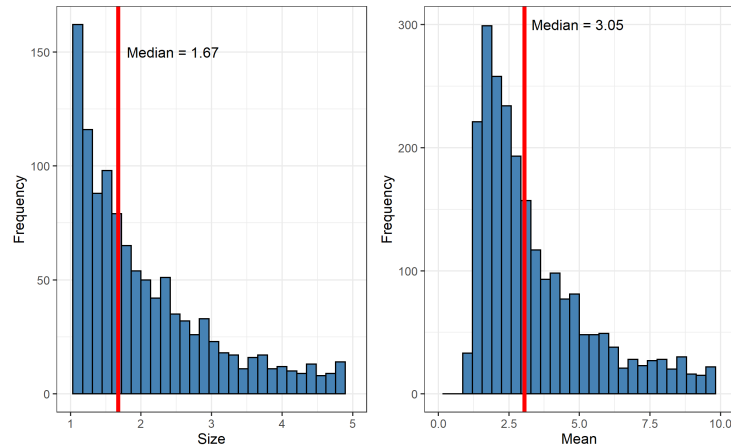 Median = 1.67
150
100
50
0
Frequency
1 2 3 4 5
Size
Median = 3.05
300
200
100
0
Frequency
0.0 2.5 5.0 7.5 10.0
Mean